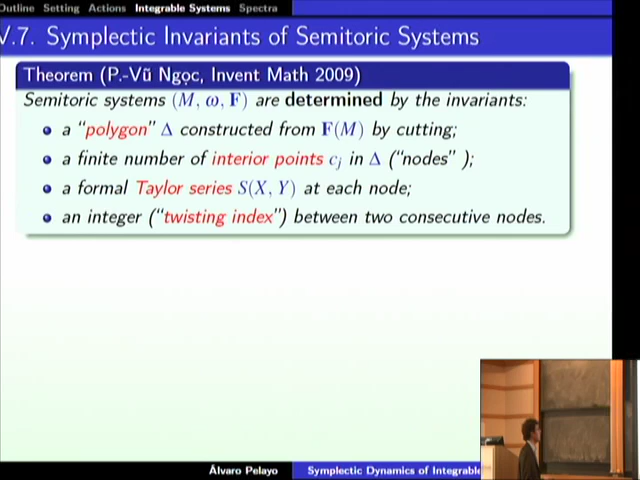 Outline Setting Actions Integrable Systems Spectra
V.7. Symplectic Invariants of Semitoric Systems
Theorem (P.-Vũ Ngọc, Invent Math 2009)
Semitoric systems (M, ω, F) are determined by the invariants:
a “polygon” Δ constructed from F(M) by cutting;
a finite number of interior points c_j in Δ (“nodes” );
a formal Taylor series S(X, Y) at each node;
an integer (“twisting index”) between two consecutive nodes.
Álvaro Pelayo Symplectic Dynamics of Integrable